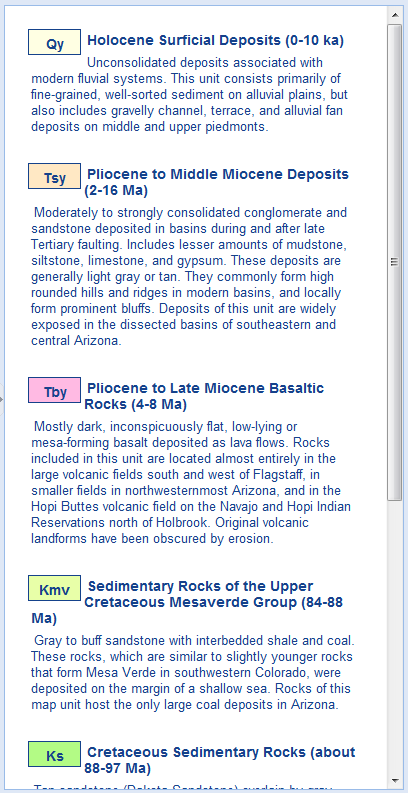 Qy Holocene Surficial Deposits (0-10 ka)
Unconsolidated deposits associated with
modern fluvial systems. This unit consists primarily of
fine-grained, well-sorted sediment on alluvial plains, but
also includes gravelly channel, terrace, and alluvial fan
deposits on middle and upper piedmonts.
Tsy Pliocene to Middle Miocene Deposits
(2-16 Ma)
Moderately to strongly consolidated conglomerate and
sandstone deposited in basins during and after late
Tertiary faulting. Includes lesser amounts of mudstone,
siltstone, limestone, and gypsum. These deposits are
generally light gray or tan. They commonly form high
rounded hills and ridges in modern basins, and locally
form prominent bluffs. Deposits of this unit are widely
exposed in the dissected basins of southeastern and
central Arizona.
Tby Pliocene to Late Miocene Basaltic
Rocks (4-8 Ma)
Mostly dark, inconspicuously flat, low-lying or
mesa-forming basalt deposited as lava flows. Rocks
included in this unit are located almost entirely in the
large volcanic fields south and west of Flagstaff, in
smaller fields in northwesternmost Arizona, and in the
Hopi Buttes volcanic field on the Navajo and Hopi Indian
Reservations north of Holbrook. Original volcanic
landforms have been obscured by erosion.
Kmv Sedimentary Rocks of the Upper
Cretaceous Mesaverde Group (84-88
Ma)
Gray to buff sandstone with interbedded shale and coal.
These rocks, which are similar to slightly younger rocks
that form Mesa Verde in southwestern Colorado, were
deposited on the margin of a shallow sea. Rocks of this
map unit host the only large coal deposits in Arizona.
Ks Cretaceous Sedimentary Rocks (about
88-97 Ma)
Tan sandstone (Dakota Sandstone) overlain by gray